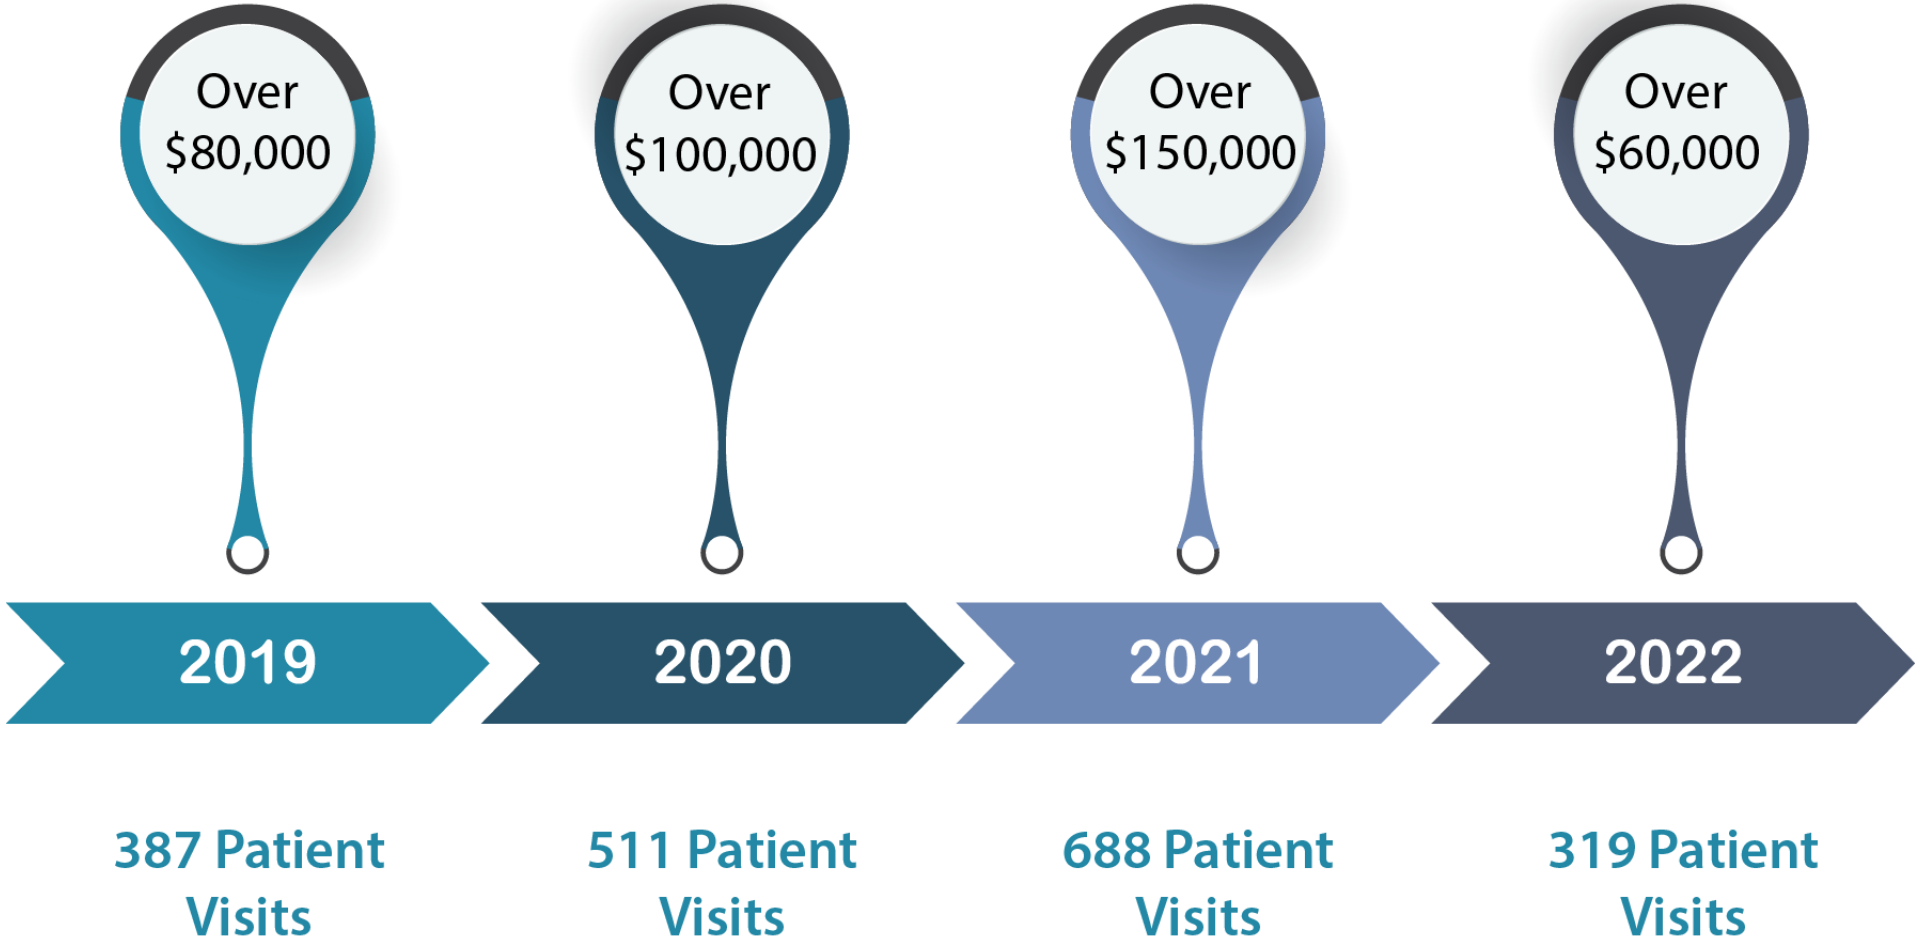 Over
$80,000
Over
$100,000
Over
$150,000
Over
$60,000
2019
2020
2021
2022
387 Patient
Visits
511 Patient
Visits
688 Patient
Visits
319 Patient
Visits